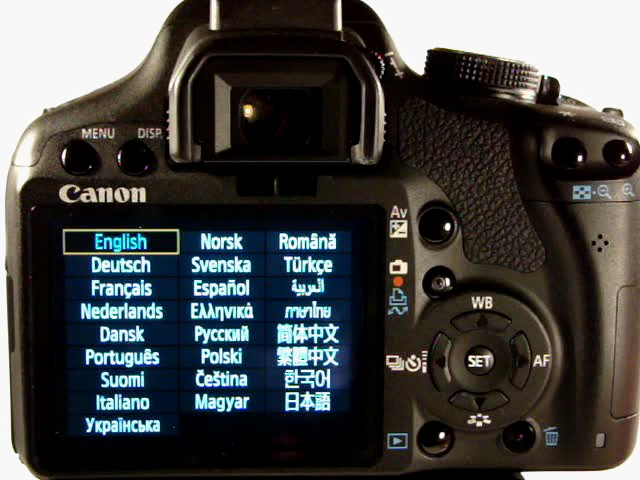 MENU DISP.
Canon
English Norsk Română
Deutsch Svenska Türkçe
Français Español العربية
Nederlands Ελληνικά ภาษาไทย
Dansk Русский 简体中文
Português Polski 繁體中文
Suomi Čeština 한국어
Italiano Magyar 日本語
Українська
Av
WB
SET
AF